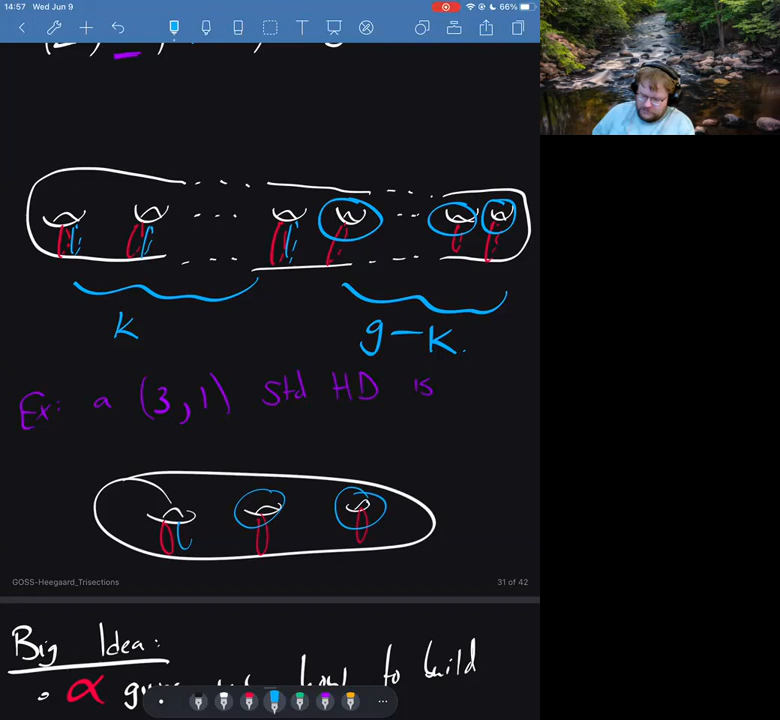 14:57 Wed Jun 9
66%
K
g-K.
Ex: a (3,1) Std HD is
GOSS-Heegaard_Trisections
31 of 42
Big Idea:
to build